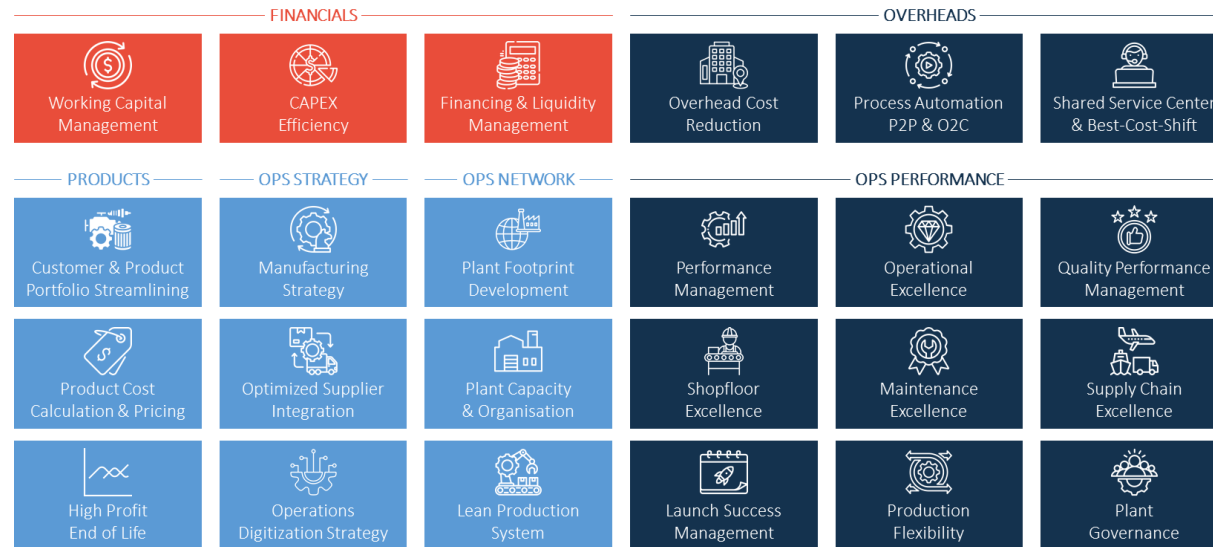 FINANCIALS
OVERHEADS
Working Capital
Management
CAPEX
Efficiency
Financing & Liquidity
Management
Overhead Cost
Reduction
Process Automation
P2P & O2C
Shared Service Center
& Best-Cost-Shift
PRODUCTS
OPS STRATEGY
OPS NETWORK
OPS PERFORMANCE
Customer & Product
Portfolio Streamlining
Manufacturing
Strategy
Plant Footprint
Development
Performance
Management
Operational
Excellence
Quality Performance
Management
Product Cost
Calculation & Pricing
Optimized Supplier
Integration
Plant Capacity
& Organisation
Shopfloor
Excellence
Maintenance
Excellence
Supply Chain
Excellence
High Profit
End of Life
Operations
Digitization Strategy
Lean Production
System
Launch Success
Management
Production
Flexibility
Plant
Governance